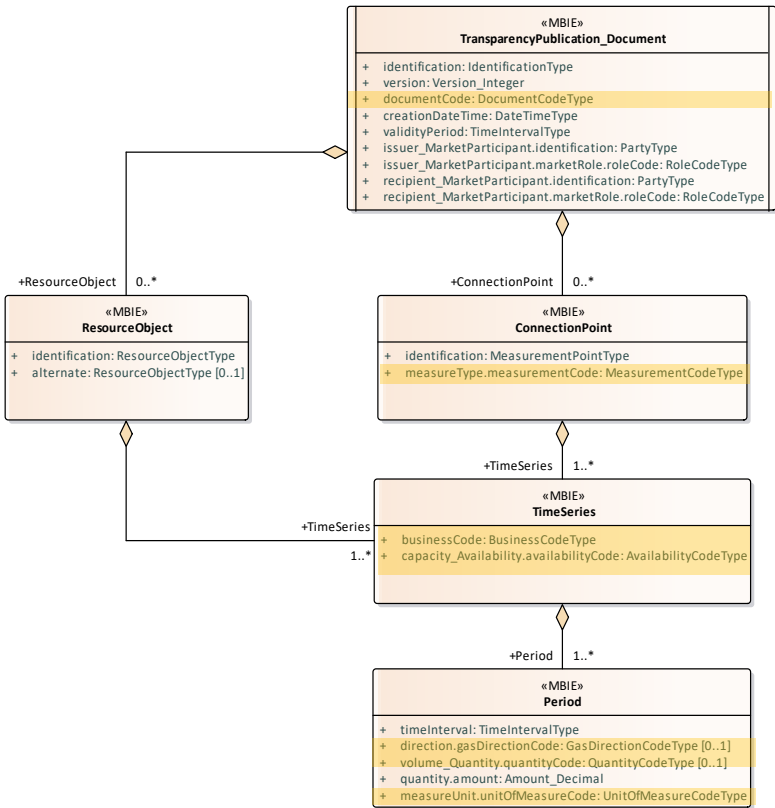 «MBIE»
TransparencyPublication_Document
+ identification: IdentificationType
+ version: Version_Integer
+ documentCode: DocumentCodeType
+ creationDateTime: DateTimeType
+ validityPeriod: TimeIntervalType
+ issuer_MarketParticipant.identification: PartyType
+ issuer_MarketParticipant.marketRole.roleCode: RoleCodeType
+ recipient_MarketParticipant.identification: PartyType
+ recipient_MarketParticipant.marketRole.roleCode: RoleCodeType
+ResourceObject 0..*
+ConnectionPoint 0..*
«MBIE»
ResourceObject
+ identification: ResourceObjectType
+ alternate: ResourceObjectType [0..1]
«MBIE»
ConnectionPoint
+ identification: MeasurementPointType
+ measureType.measurementCode: MeasurementCodeType
+TimeSeries 1..*
+TimeSeries
1..*
«MBIE»
TimeSeries
+ businessCode: BusinessCodeType
+ capacity_Availability.availabilityCode: AvailabilityCodeType
+Period 1..*
«MBIE»
Period
+ timeInterval: TimeIntervalType
+ direction.gasDirectionCode: GasDirectionCodeType [0..1]
+ volume_Quantity.quantityCode: QuantityCodeType [0..1]
+ quantity.amount: Amount_Decimal
+ measureUnit.unitOfMeasureCode: UnitOfMeasureCodeType